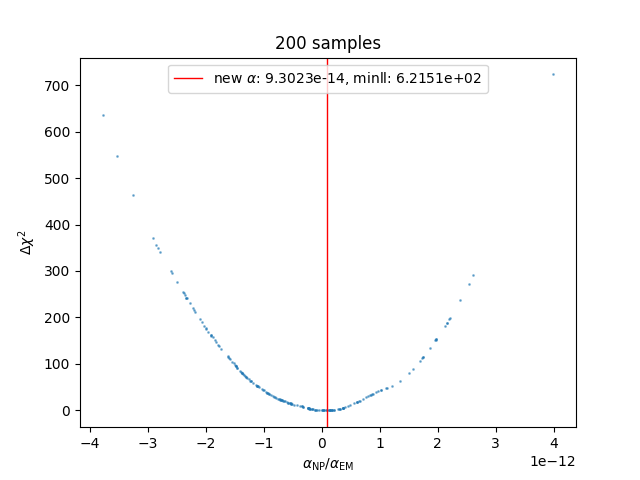 200 samples
new α: 9.3023e-14, minll: 6.2151e+02
Δχ²
700
600
500
400
300
200
100
0
−4 −3 −2 −1 0 1 2 3 4
1e−12
α_NP/α_EM